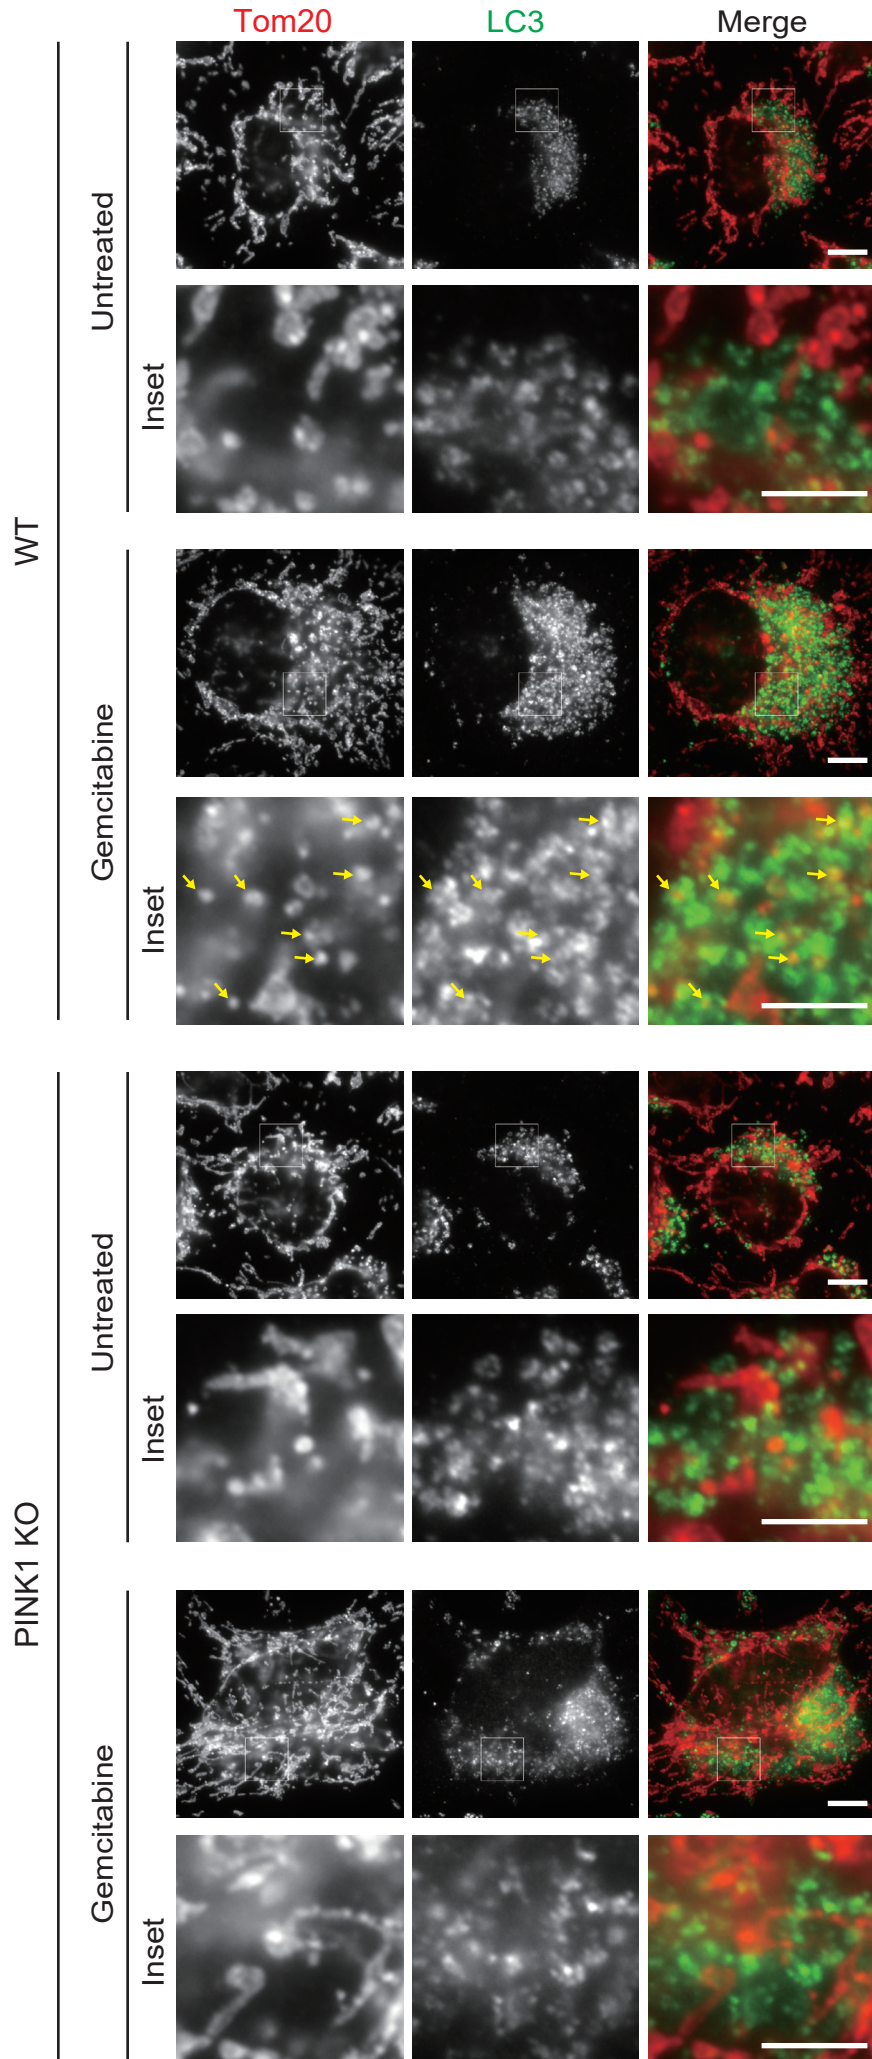 Tom20 LC3 Merge
WT
Untreated
Inset
Gemcitabine
Inset
PINK1 KO
Untreated
Inset
Gemcitabine
Inset